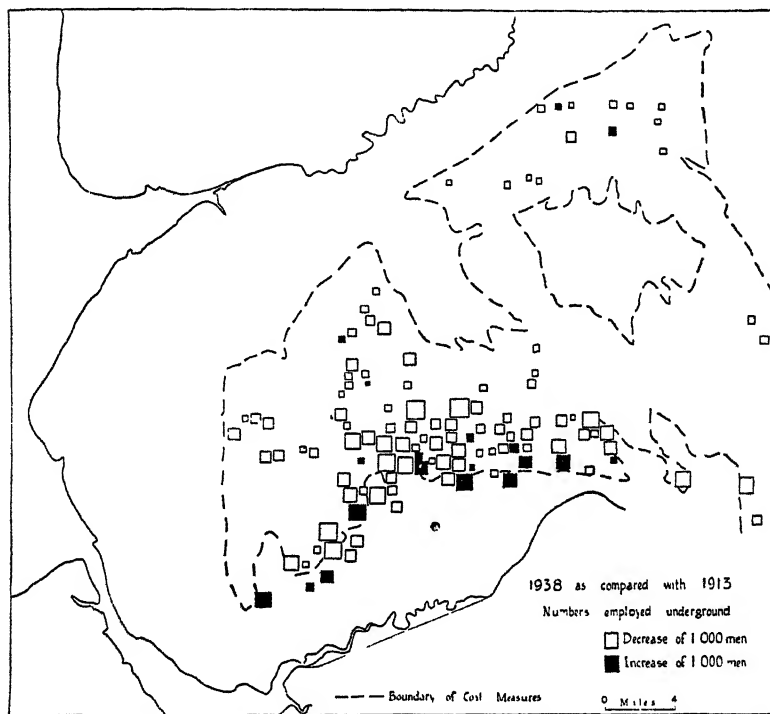 1938 as compared with 1913
Numbers employed underground
Decrease of 1 000 men
Increase of 1 000 men
Boundary of Coal Measures
0 Miles 4